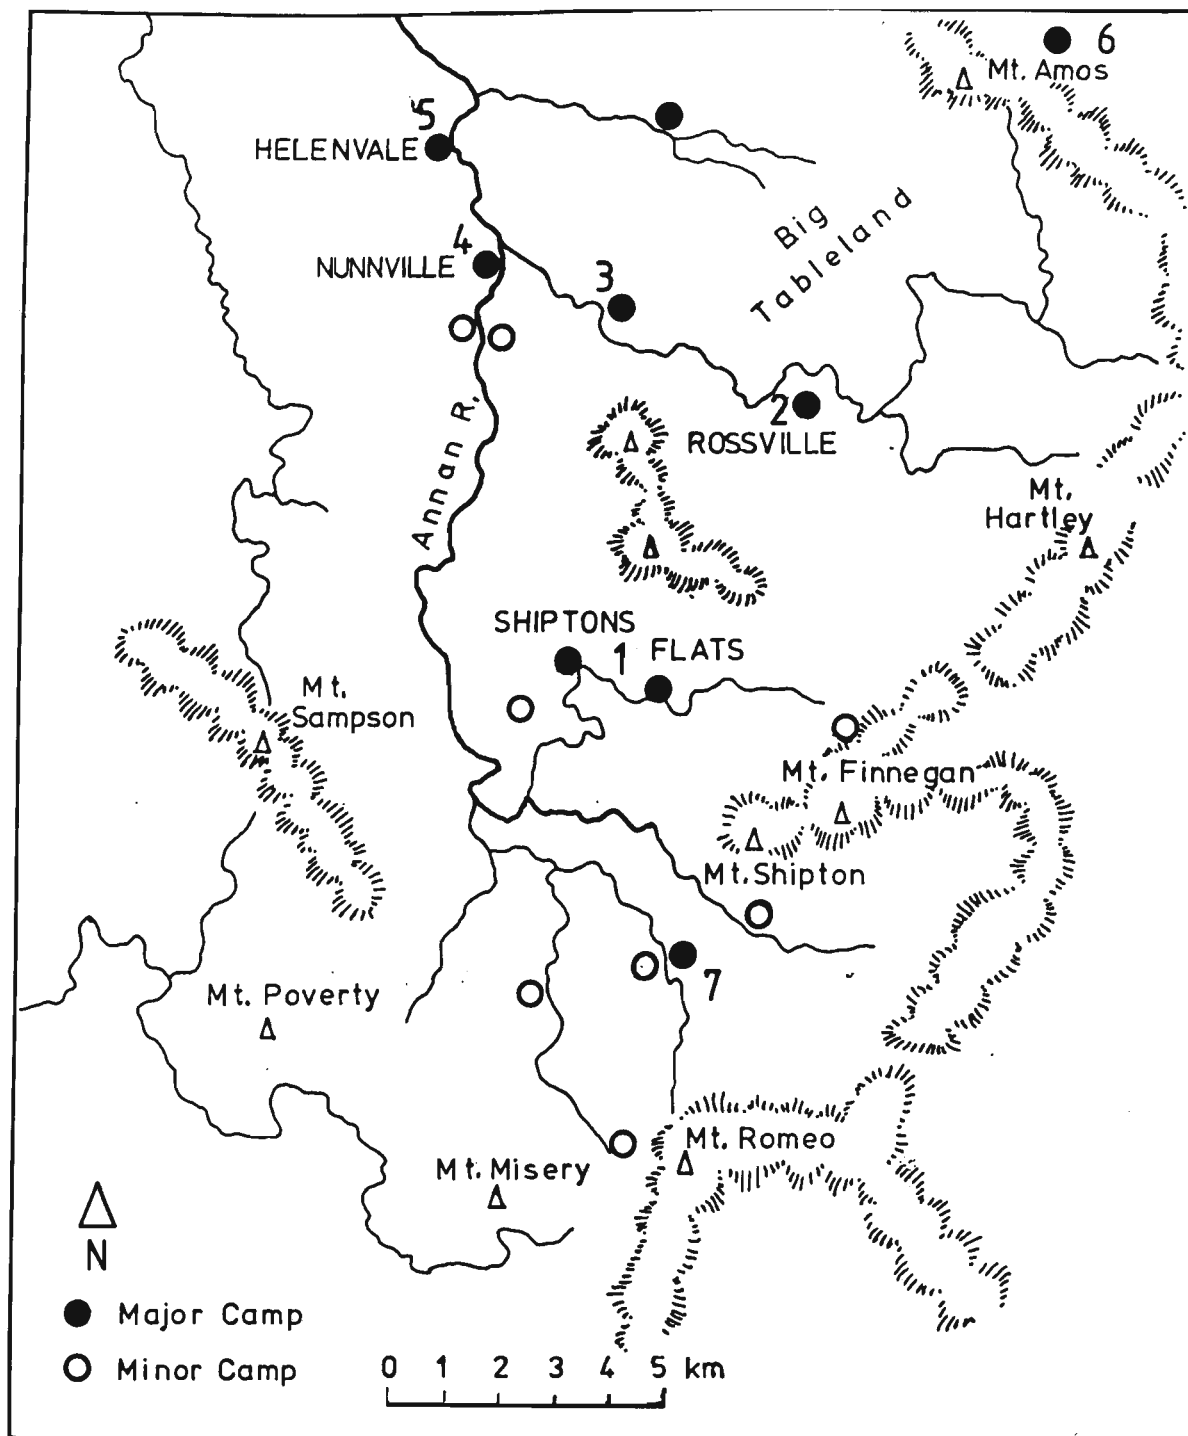 6
Mt. Amos
5
HELENVALE
Big
Tableland
4
NUNNVILLE
3
Annan R.
2
ROSSVILLE
Mt.
Hartley
SHIPTONS
1 FLATS
Mt.
Sampson
Mt. Finnegan
Mt. Shipton
7
Mt. Poverty
Mt. Romeo
Mt. Misery
N
Major Camp
Minor Camp
0 1 2 3 4 5 km